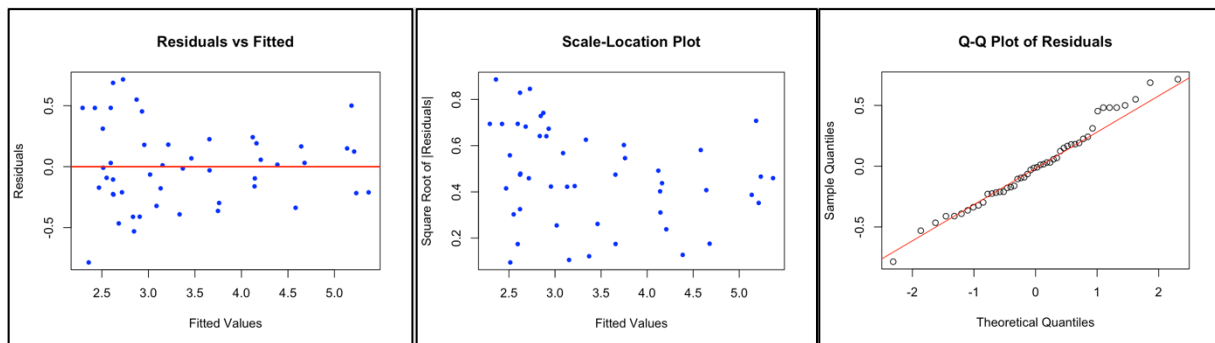 Residuals vs Fitted
Residuals
0.5
0.0
-0.5
2.5 3.0 3.5 4.0 4.5 5.0
Fitted Values
Scale-Location Plot
Square Root of |Residuals|
0.8
0.6
0.4
0.2
2.5 3.0 3.5 4.0 4.5 5.0
Fitted Values
Q-Q Plot of Residuals
Sample Quantiles
0.5
0.0
-0.5
-2 -1 0 1 2
Theoretical Quantiles